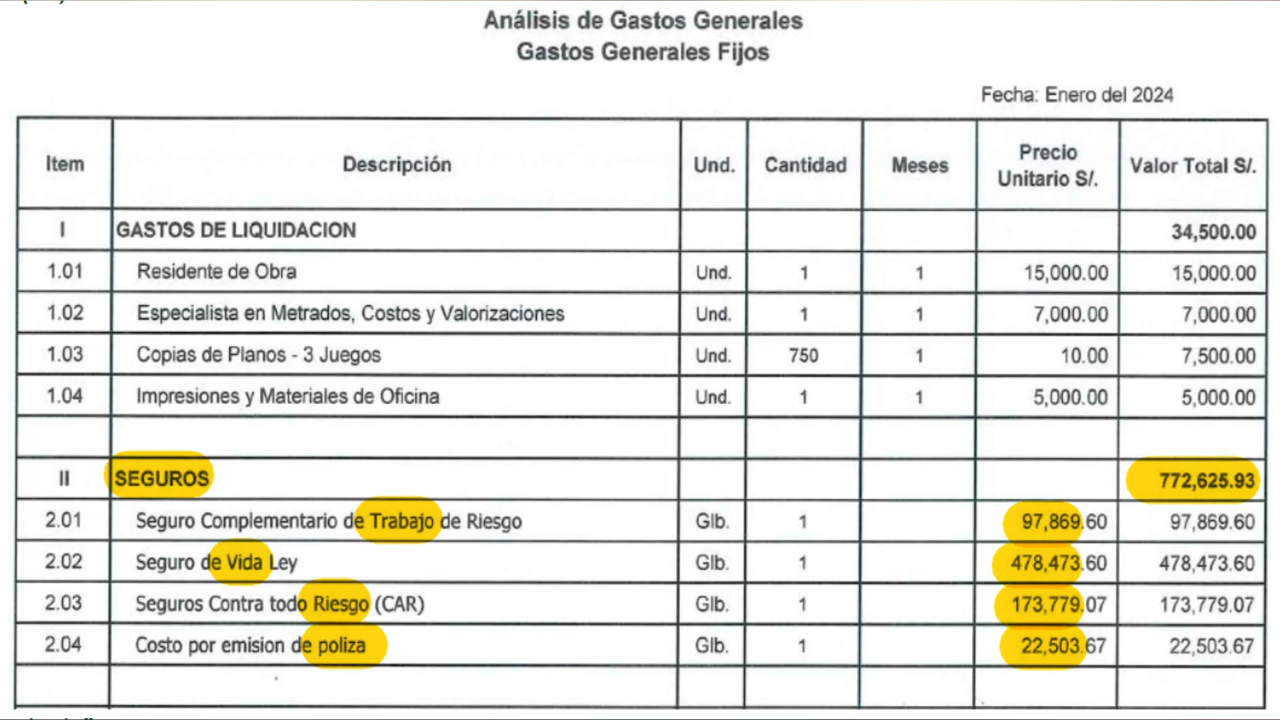 Análisis de Gastos Generales
Gastos Generales Fijos
Fecha: Enero del 2024
Item Descripción Und. Cantidad Meses Precio Unitario S/. Valor Total S/.
I GASTOS DE LIQUIDACION 34,500.00
1.01 Residente de Obra Und. 1 1 15,000.00 15,000.00
1.02 Especialista en Metrados, Costos y Valorizaciones Und. 1 1 7,000.00 7,000.00
1.03 Copias de Planos - 3 Juegos Und. 750 1 10.00 7,500.00
1.04 Impresiones y Materiales de Oficina Und. 1 1 5,000.00 5,000.00
II SEGUROS 772,625.93
2.01 Seguro Complementario de Trabajo de Riesgo Glb. 1 97,869.60 97,869.60
2.02 Seguro de Vida Ley Glb. 1 478,473.60 478,473.60
2.03 Seguros Contra todo Riesgo (CAR) Glb. 1 173,779.07 173,779.07
2.04 Costo por emision de poliza Glb. 1 22,503.67 22,503.67